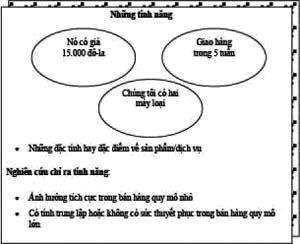 Những tính năng
Nó có giá
15.000 đô-la
Giao hàng
trong 5 tuần
Chúng tôi có hai
máy loại
Những đặc tính hay đặc điểm về sản phẩm/dịch vụ
Nghiên cứu chỉ ra tính năng:
Ảnh hưởng tích cực trong bán hàng quy mô nhỏ
Có tính trung lập hoặc không có sức thuyết phục trong bán hàng quy mô
lớn